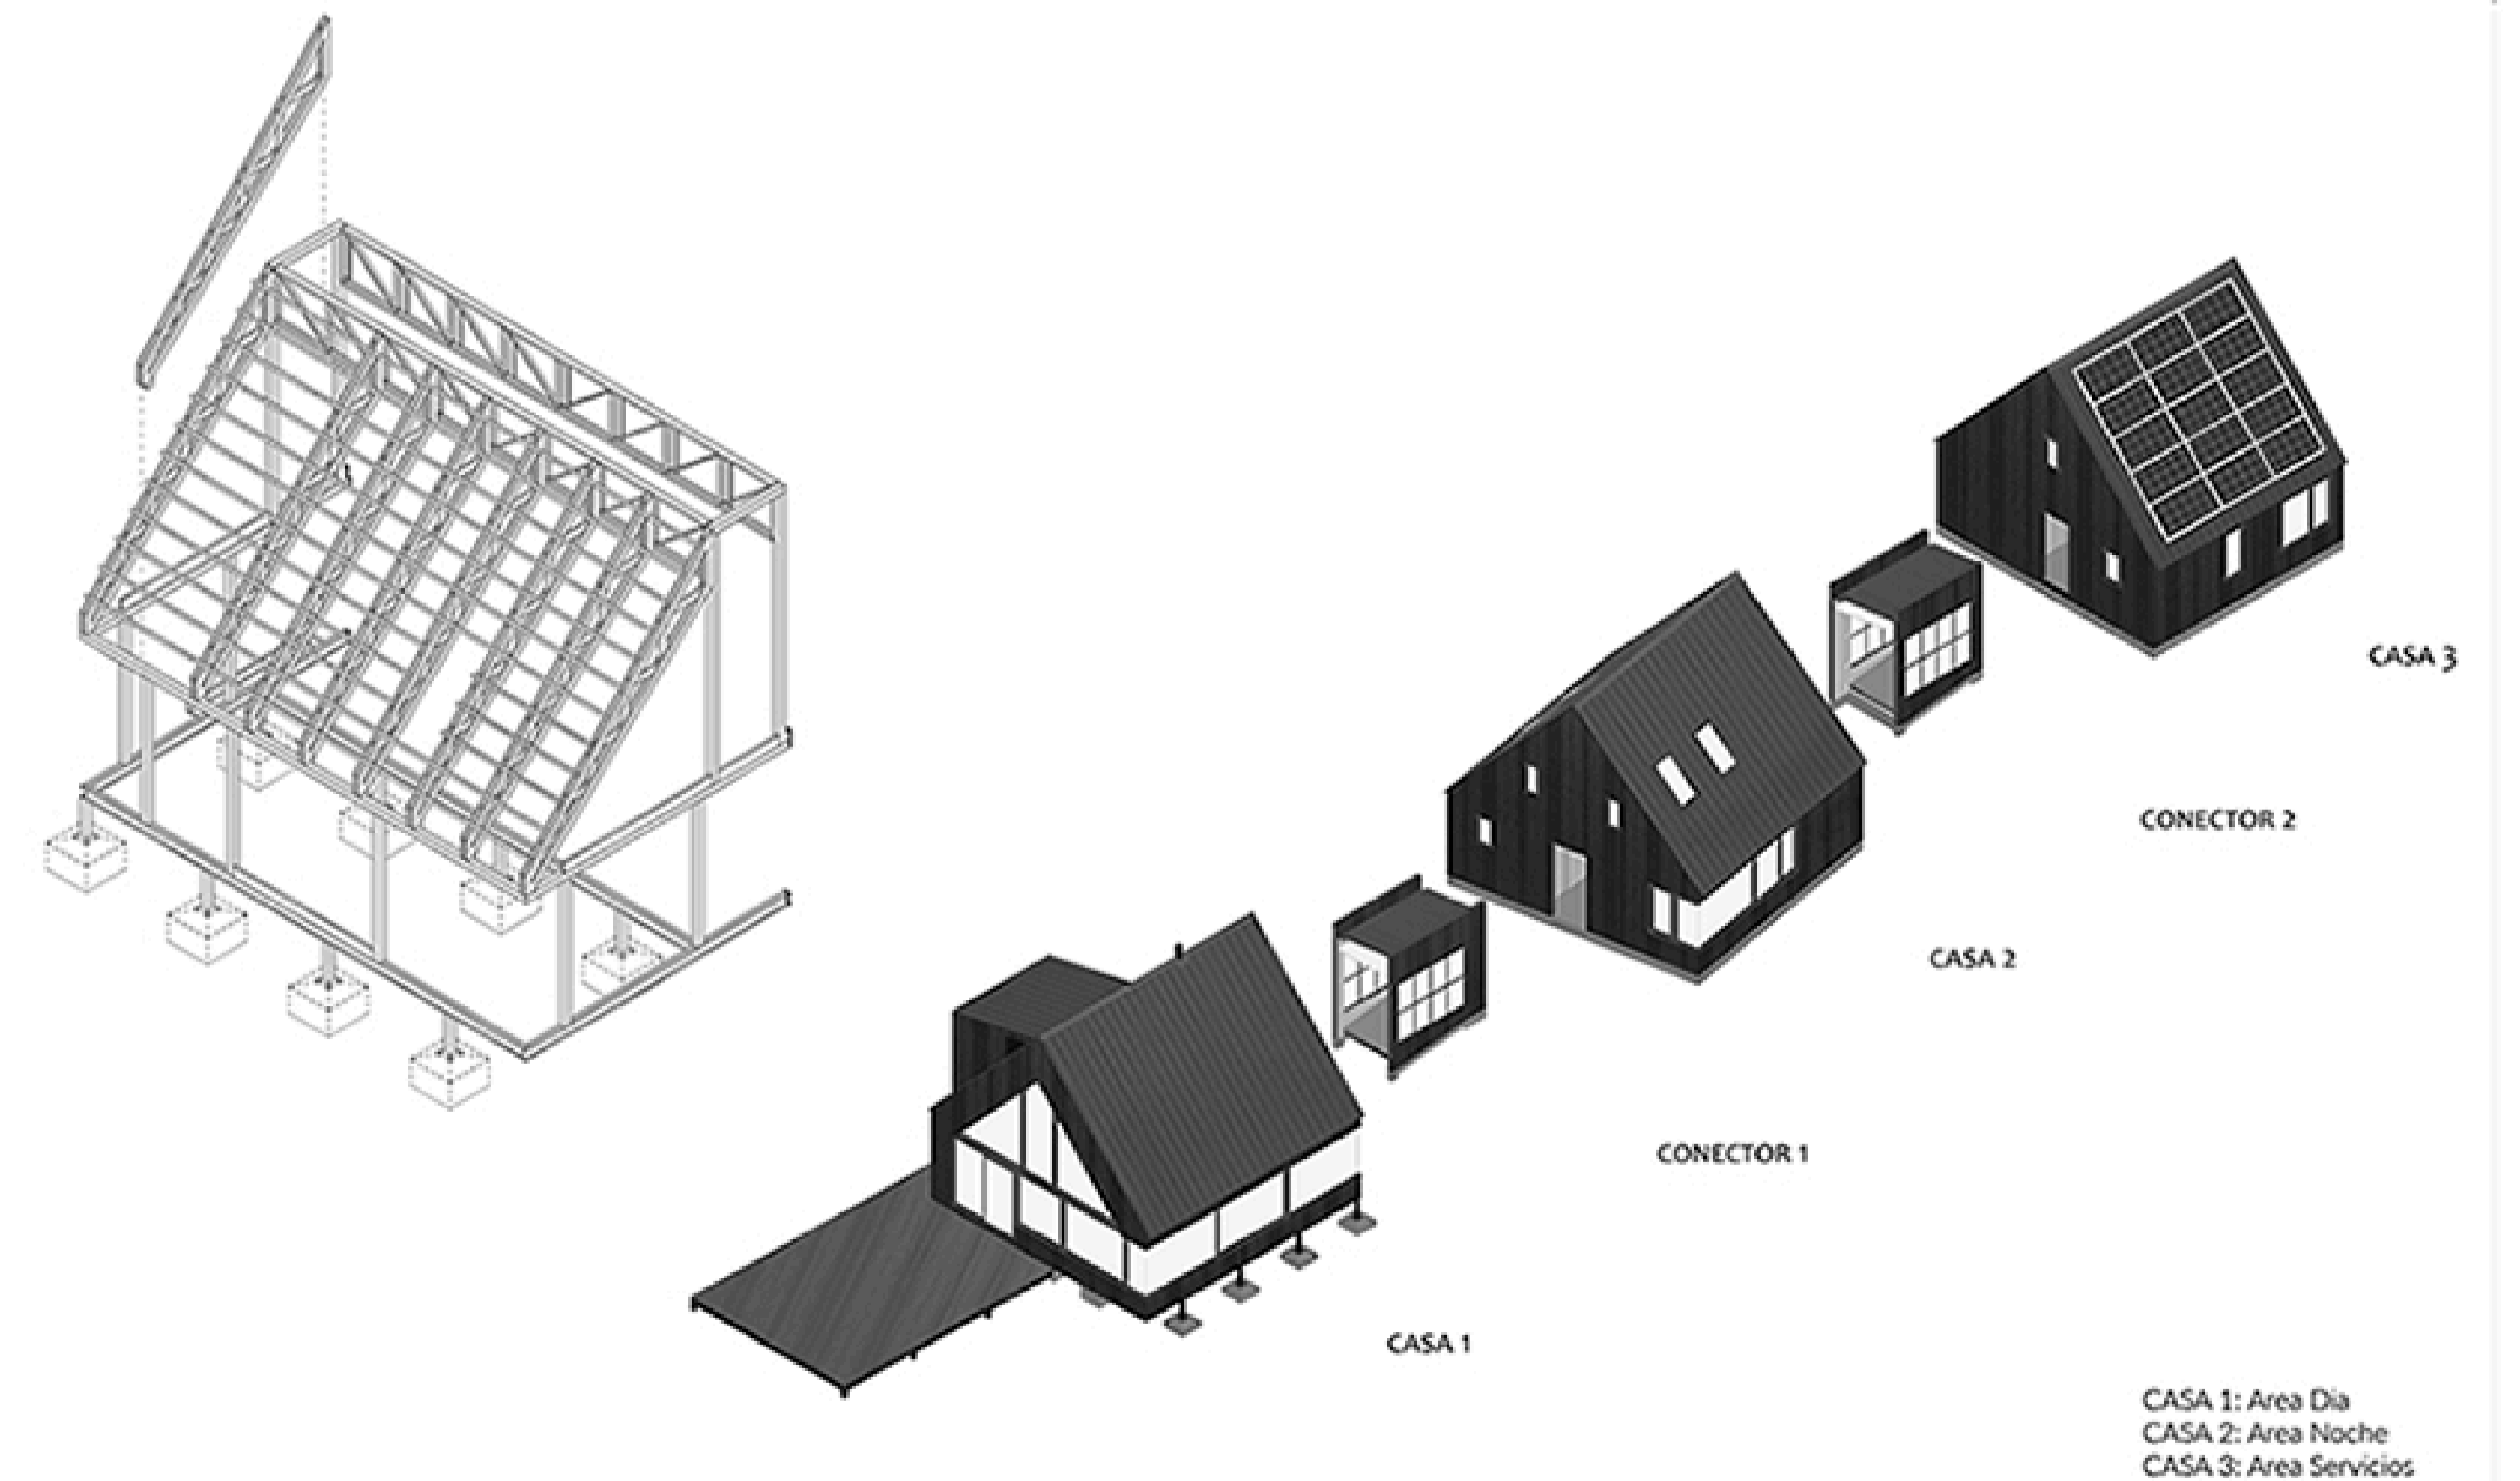 CASA 3
CONECTOR 2
CASA 2
CONECTOR 1
CASA 1
CASA 1: Area Dia
CASA 2: Area Noche
CASA 3: Area Servicios